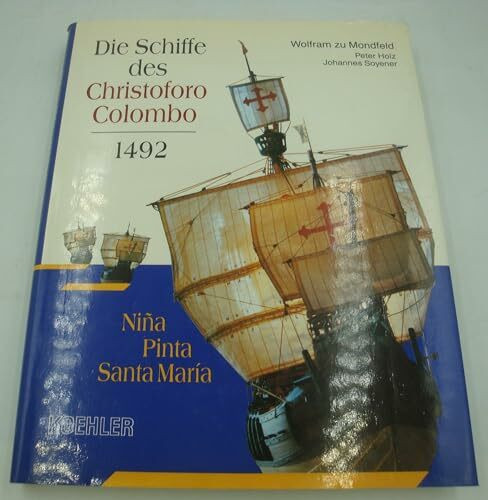 Die Schiffe
des
Christoforo
Colombo
1492
Wolfram zu Mondfeld
Peter Holz
Johannes Soyener
Niña
Pinta
Santa María
KOEHLER